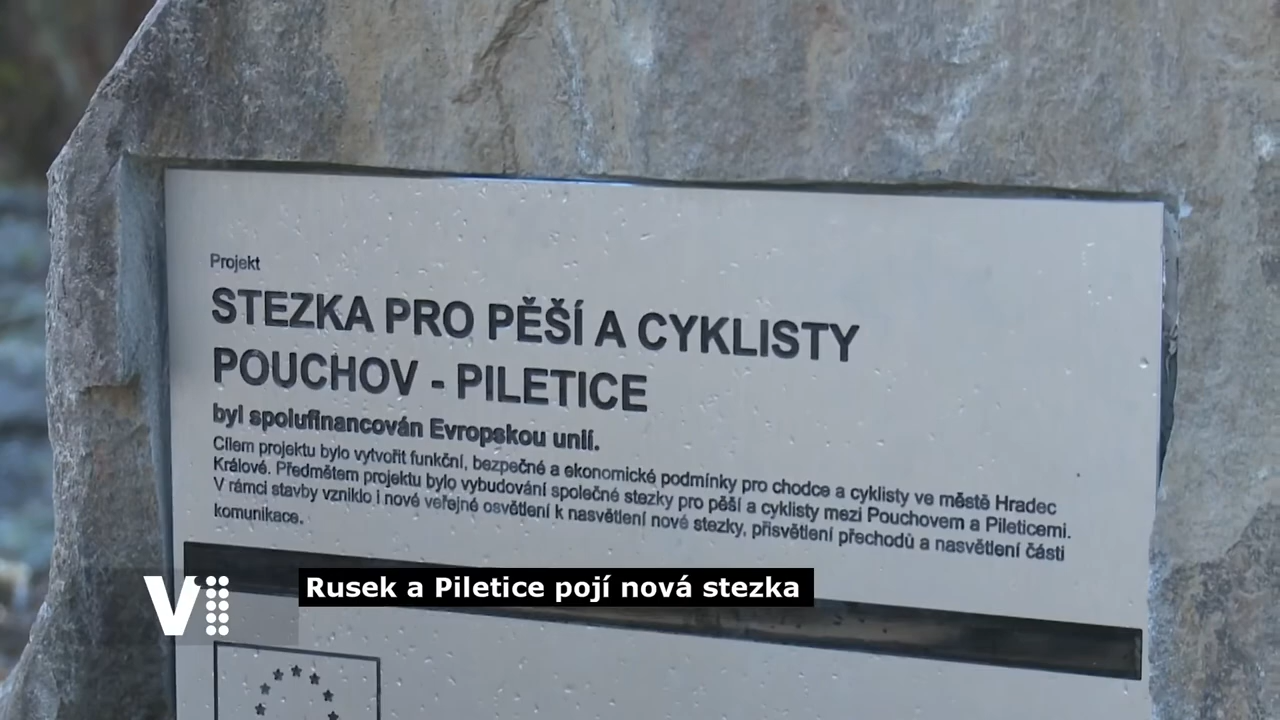 Projekt
STEZKA PRO PĚŠÍ A CYKLISTY
POUCHOV - PILETICE
byl spolufinancován Evropskou unií.
Cílem projektu bylo vytvořit funkční, bezpečné a ekonomické podmínky pro chodce a cyklisty ve městě Hradec
Králové. Předmětem projektu bylo vybudování společné stezky pro pěší a cyklisty mezi Pouchovem a Pileticemi.
V rámci stavby vzniklo i nové veřejné osvětlení k nasvětlení nové stezky, přisvětlení přechodů a nasvětlení části
komunikace.
Rusek a Piletice pojí nová stezka
V